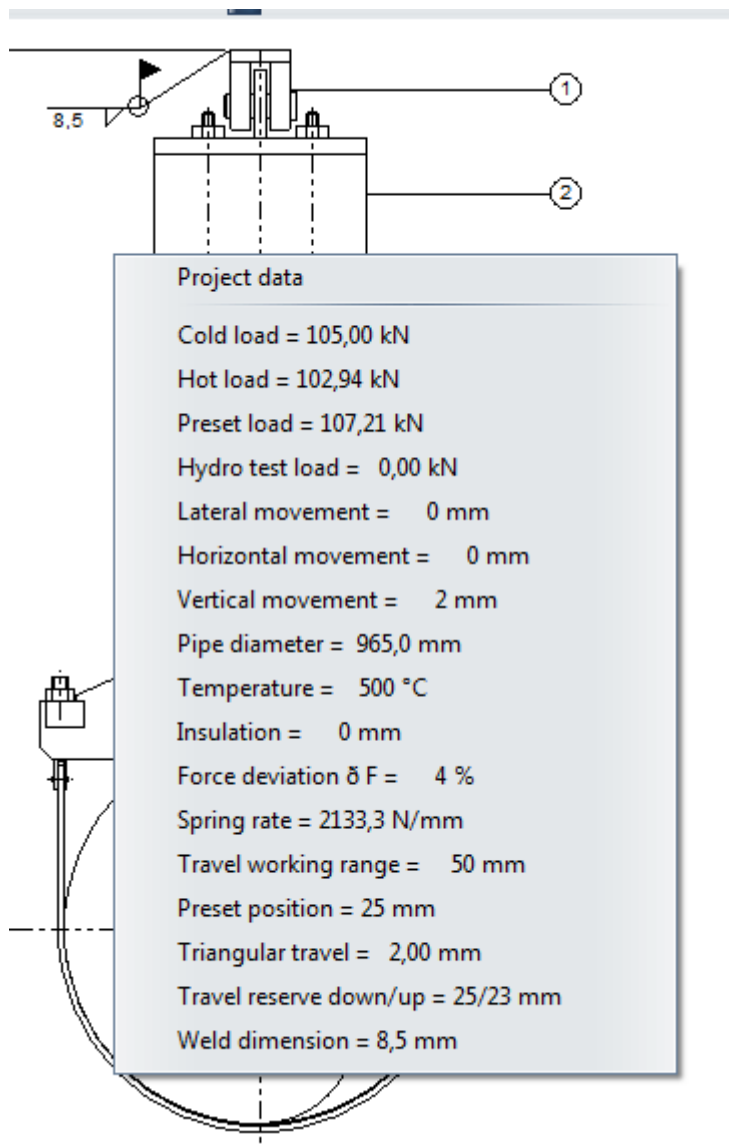 1
8,5
2
Project data
Cold load = 105,00 kN
Hot load = 102,94 kN
Preset load = 107,21 kN
Hydro test load = 0,00 kN
Lateral movement = 0 mm
Horizontal movement = 0 mm
Vertical movement = 2 mm
Pipe diameter = 965,0 mm
Temperature = 500 °C
Insulation = 0 mm
Force deviation ð F = 4 %
Spring rate = 2133,3 N/mm
Travel working range = 50 mm
Preset position = 25 mm
Triangular travel = 2,00 mm
Travel reserve down/up = 25/23 mm
Weld dimension = 8,5 mm